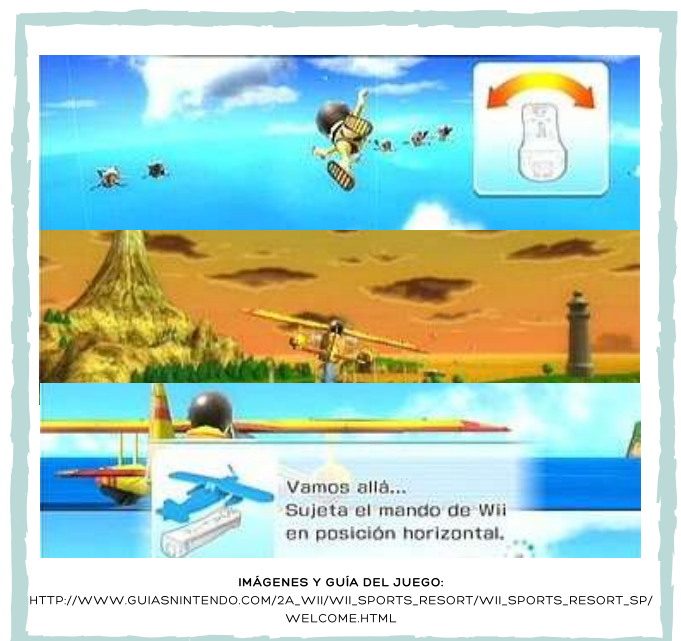 Vamos allá...
Sujeta el mando de Wii
en posición horizontal.
IMÁGENES Y GUÍA DEL JUEGO:
HTTP://WWW.GUIASNINTENDO.COM/2A_WII/WII_SPORTS_RESORT/WII_SPORTS_RESORT_SP/
WELCOME.HTML